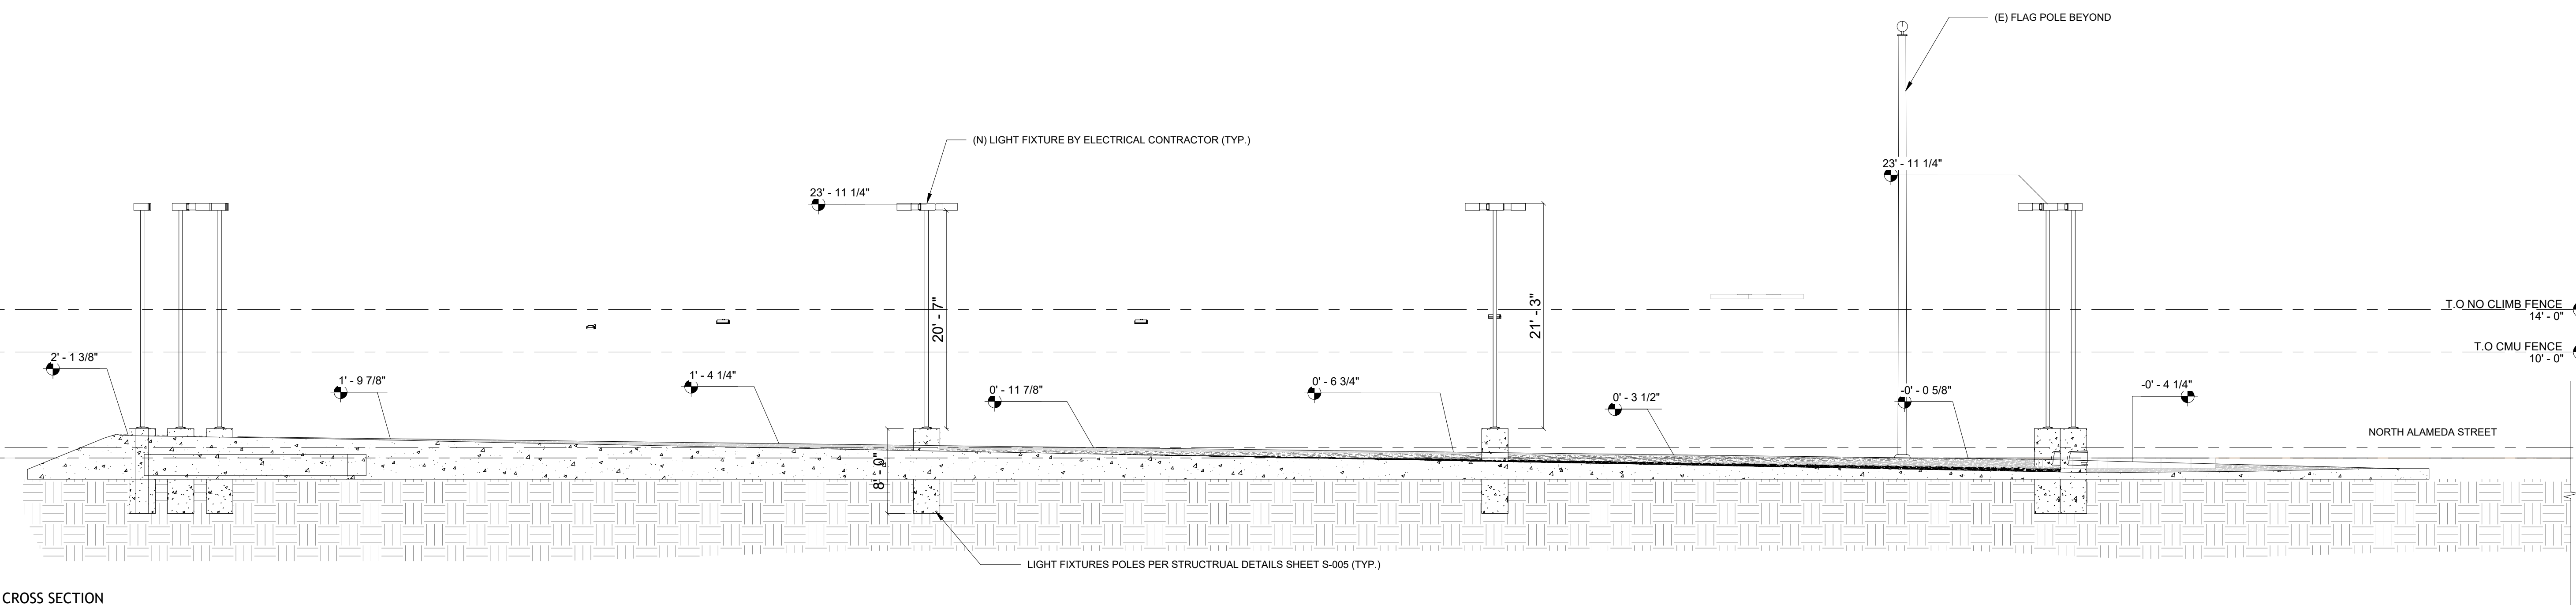 (E) FLAG POLE BEYOND
(N) LIGHT FIXTURE BY ELECTRICAL CONTRACTOR (TYP.)
23' - 11 1/4"
23' - 11 1/4"
20' - 7"
21' - 3"
T.O NO CLIMB FENCE
14' - 0"
T.O CMU FENCE
10' - 0"
2' - 1 3/8"
1' - 9 7/8"
1' - 4 1/4"
0' - 11 7/8"
0' - 6 3/4"
0' - 3 1/2"
-0' - 0 5/8"
-0' - 4 1/4"
NORTH ALAMEDA STREET
8' - 0"
LIGHT FIXTURES POLES PER STRUCTRUAL DETAILS SHEET S-005 (TYP.)
CROSS SECTION